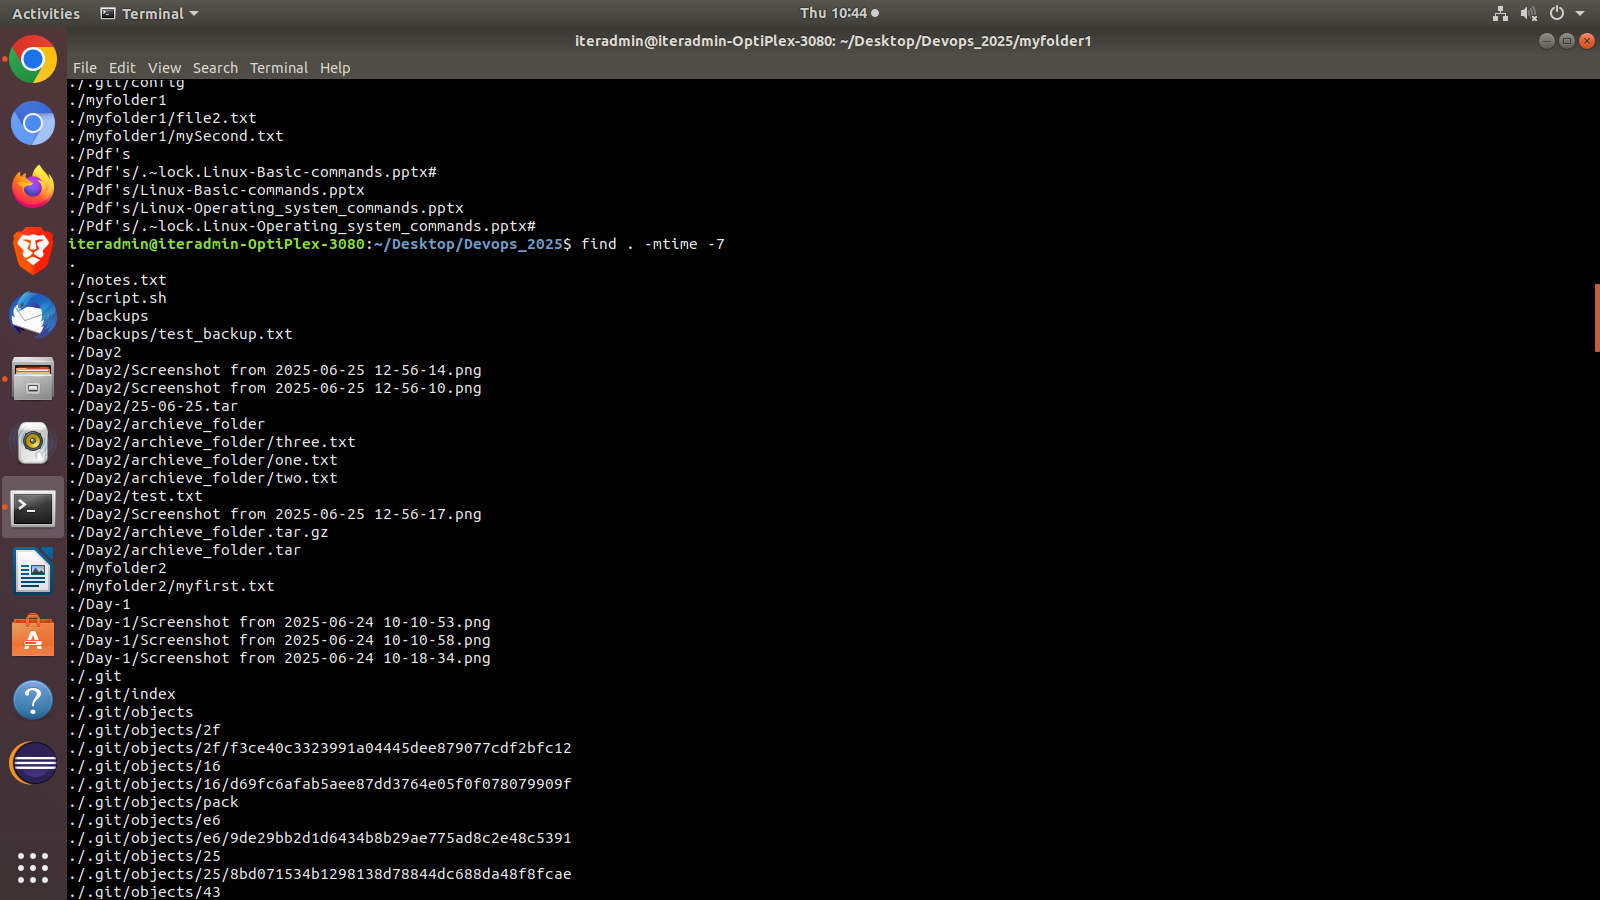 Activities Terminal Thu 10:44
iteradmin@iteradmin-OptiPlex-3080: ~/Desktop/Devops_2025/myfolder1
File Edit View Search Terminal Help
./.git/config
./myfolder1
./myfolder1/file2.txt
./myfolder1/mySecond.txt
./Pdf's
./Pdf's/.~lock.Linux-Basic-commands.pptx#
./Pdf's/Linux-Basic-commands.pptx
./Pdf's/Linux-Operating_system_commands.pptx
./Pdf's/.~lock.Linux-Operating_system_commands.pptx#
iteradmin@iteradmin-OptiPlex-3080:~/Desktop/Devops_2025$ find . -mtime -7
.
./notes.txt
./script.sh
./backups
./backups/test_backup.txt
./Day2
./Day2/Screenshot from 2025-06-25 12-56-14.png
./Day2/Screenshot from 2025-06-25 12-56-10.png
./Day2/25-06-25.tar
./Day2/archieve_folder
./Day2/archieve_folder/three.txt
./Day2/archieve_folder/one.txt
./Day2/archieve_folder/two.txt
./Day2/test.txt
./Day2/Screenshot from 2025-06-25 12-56-17.png
./Day2/archieve_folder.tar.gz
./Day2/archieve_folder.tar
./myfolder2
./myfolder2/myfirst.txt
./Day-1
./Day-1/Screenshot from 2025-06-24 10-10-53.png
./Day-1/Screenshot from 2025-06-24 10-10-58.png
./Day-1/Screenshot from 2025-06-24 10-18-34.png
./.git
./.git/index
./.git/objects
./.git/objects/2f
./.git/objects/2f/f3ce40c3323991a04445dee879077cdf2bfc12
./.git/objects/16
./.git/objects/16/d69fc6afab5aee87dd3764e05f0f078079909f
./.git/objects/pack
./.git/objects/e6
./.git/objects/e6/9de29bb2d1d6434b8b29ae775ad8c2e48c5391
./.git/objects/25
./.git/objects/25/8bd071534b1298138d78844dc688da48f8fcae
./.git/objects/43